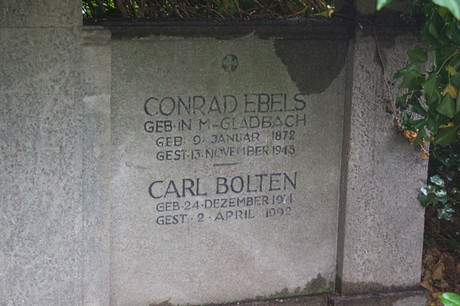 CONRAD EBELS
GEB·IN M-GLADBACH
GEB· 9· JANUAR 1872
GEST·13·NOVEMBER 1945
CARL BOLTEN
GEB·24·DEZEMBER 1911
GEST· 2· APRIL 1992